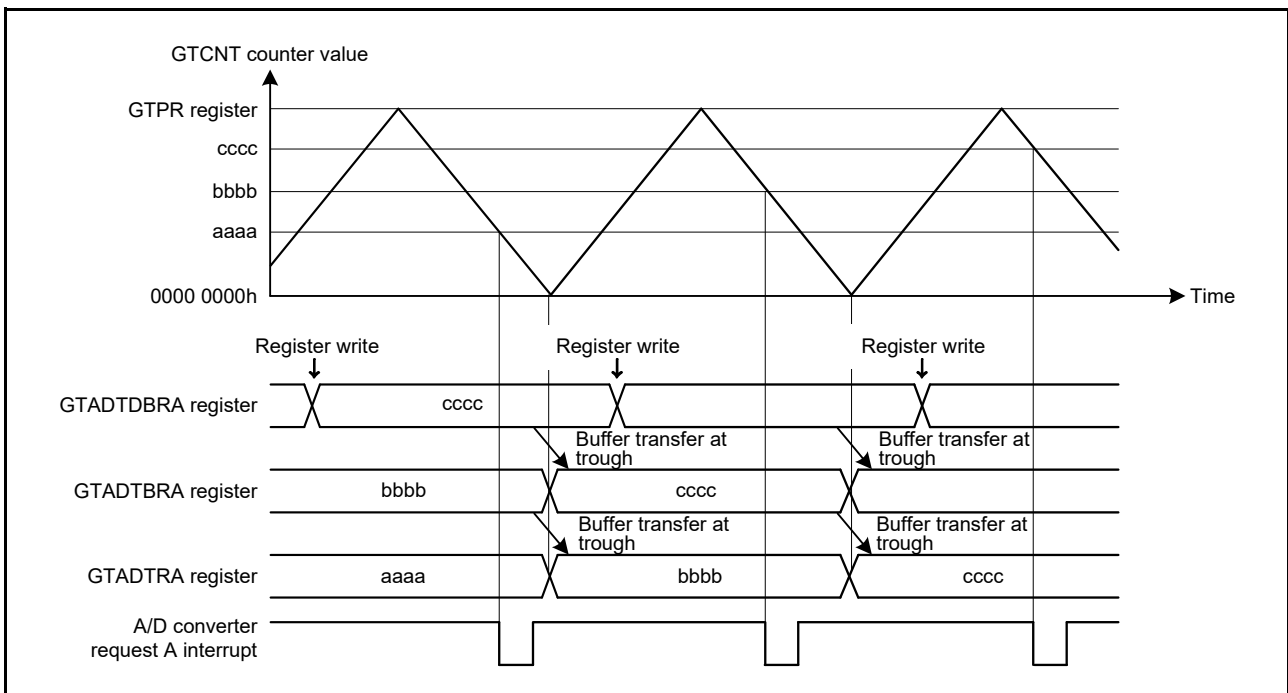 GTCNT counter value
GTPR register
cccc
bbbb
aaaa
0000 0000h
Time
Register write
Register write
Register write
GTADTDBRA register
cccc
Buffer transfer at
trough
Buffer transfer at
trough
GTADTBRA register
bbbb
cccc
Buffer transfer at
trough
Buffer transfer at
trough
GTADTRA register
aaaa
bbbb
cccc
A/D converter
request A interrupt